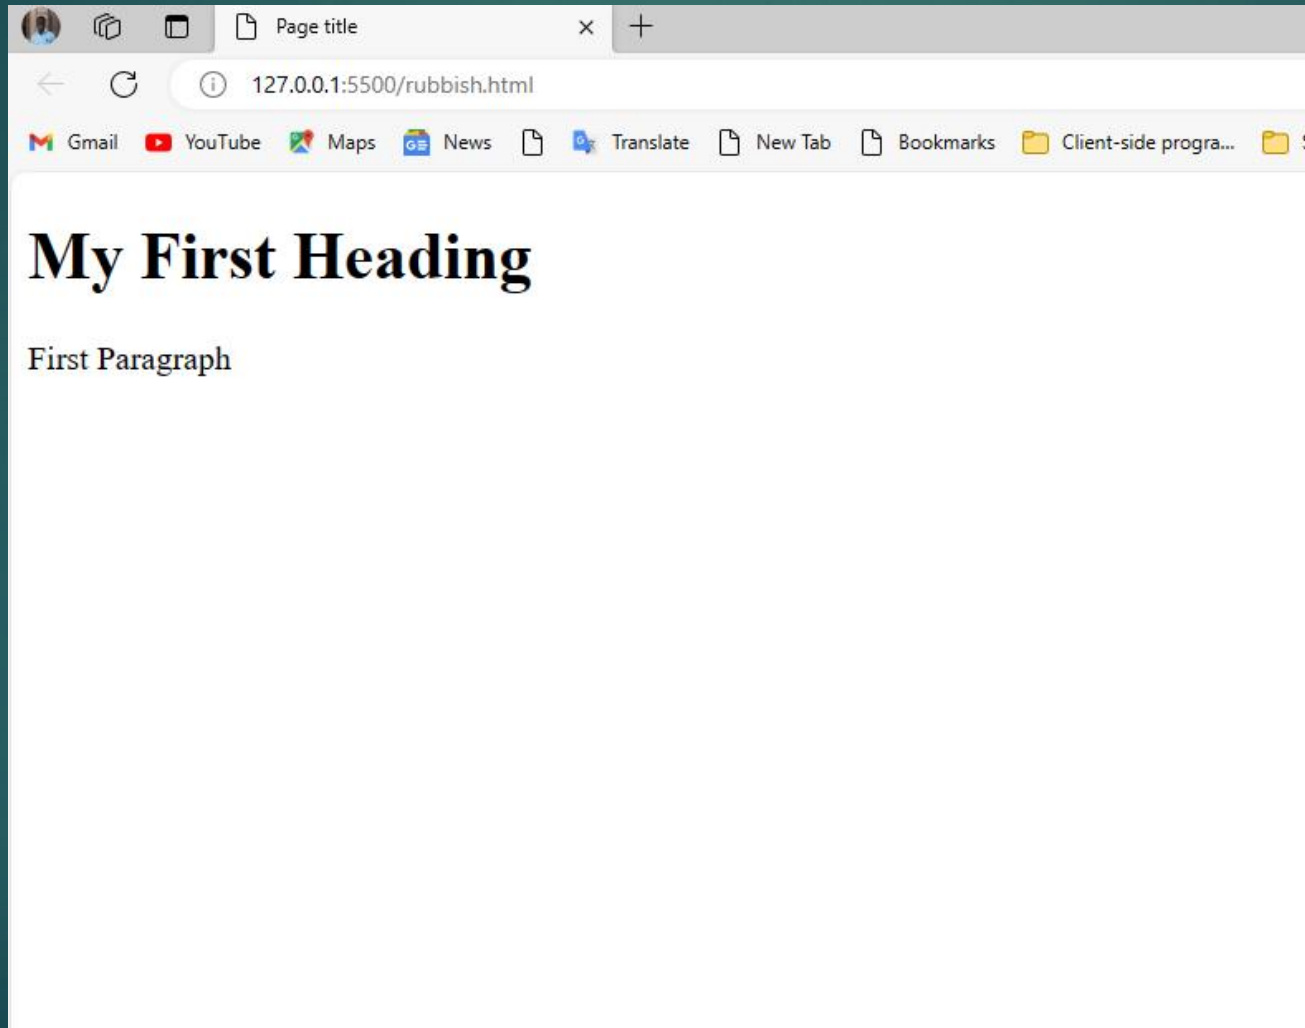 Page title
127.0.0.1:5500/rubbish.html
Gmail YouTube Maps News Translate New Tab Bookmarks Client-side progra...
My First Heading
First Paragraph